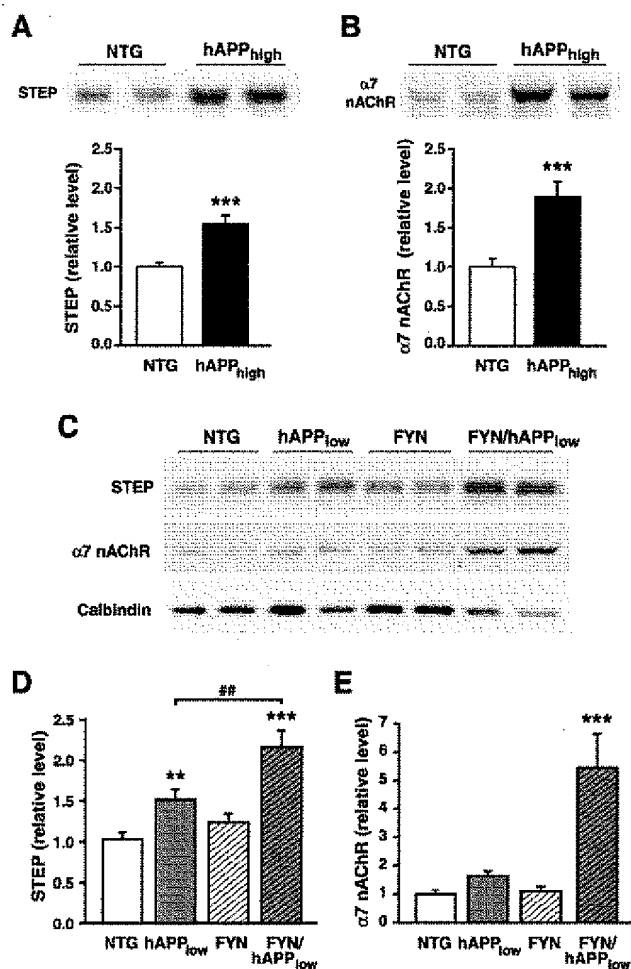 A
NTG hAPPhigh
STEP
STEP (relative level)
2.5
2.0
1.5
1.0
0.5
0.0
***
NTG hAPPhigh
B
NTG hAPPhigh
α7
nAChR
α7 nAChR (relative level)
2.5
2.0
1.5
1.0
0.5
0.0
***
NTG hAPPhigh
C
NTG hAPPlow FYN FYN/hAPPlow
STEP
α7 nAChR
Calbindin
D
STEP (relative level)
2.5
2.0
1.5
1.0
0.5
0.0
##
**
***
NTG hAPPlow FYN FYN/
hAPPlow
E
α7 nAChR (relative level)
7
6
5
4
3
2
1
0
***
NTG hAPPlow FYN FYN/
hAPPlow